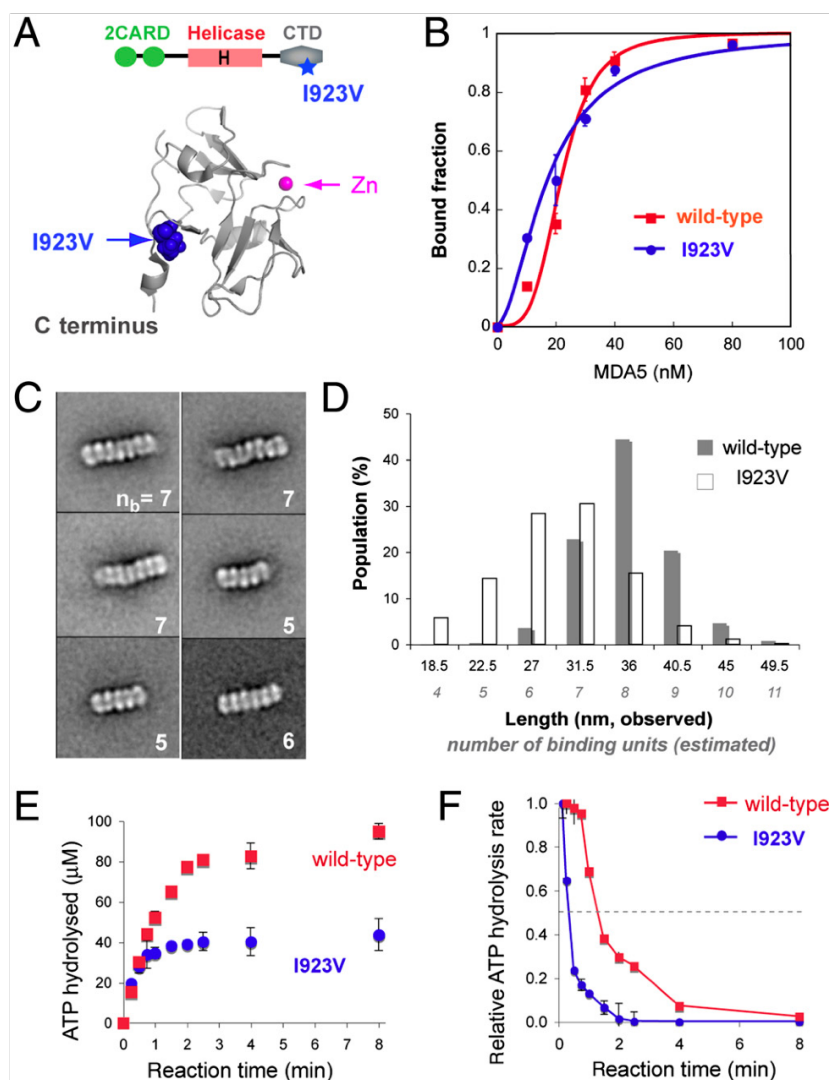 A
2CARD
Helicase
CTD
H
I923V
Zn
I923V
C terminus
B
Bound fraction
1
0.8
0.6
0.4
0.2
0
wild-type
I923V
0 20 40 60 80 100
MDA5 (nM)
C
n_b= 7
7
7
5
5
6
D
Population (%)
50
40
30
20
10
0
wild-type
I923V
18.5 22.5 27 31.5 36 40.5 45 49.5
4 5 6 7 8 9 10 11
Length (nm, observed)
number of binding units (estimated)
E
ATP hydrolysed (μM)
100
80
60
40
20
0
wild-type
I923V
0 1 2 3 4 5 6 7 8
Reaction time (min)
F
Relative ATP hydrolysis rate
1.0
0.8
0.6
0.4
0.2
0.0
wild-type
I923V
0 2 4 6 8
Reaction time (min)